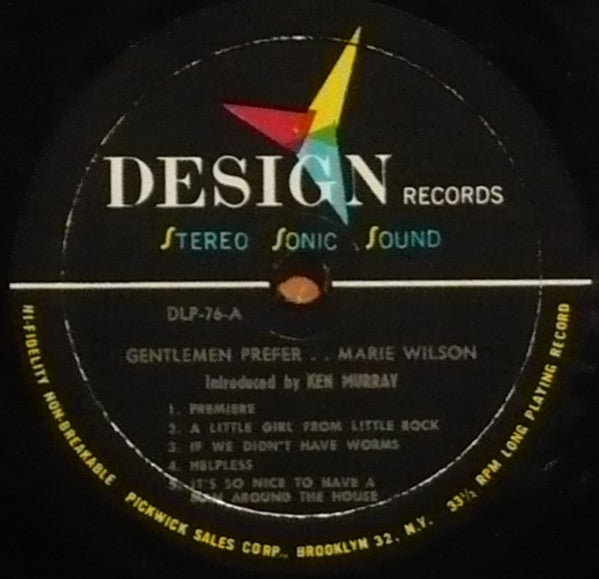 DESIGN RECORDS
STEREO SONIC SOUND
DLP-76-A
GENTLEMEN PREFER . . MARIE WILSON
Introduced by KEN MURRAY
1. PREMIERE
2. A LITTLE GIRL FROM LITTLE ROCK
3. IF WE DIDN'T HAVE WORMS
4. HELPLESS
5. IT'S SO NICE TO HAVE A
MAN AROUND THE HOUSE
HI-FIDELITY NON-BREAKABLE PICKWICK SALES CORP., BROOKLYN 32, N.Y. 33⅓ RPM LONG PLAYING RECORD